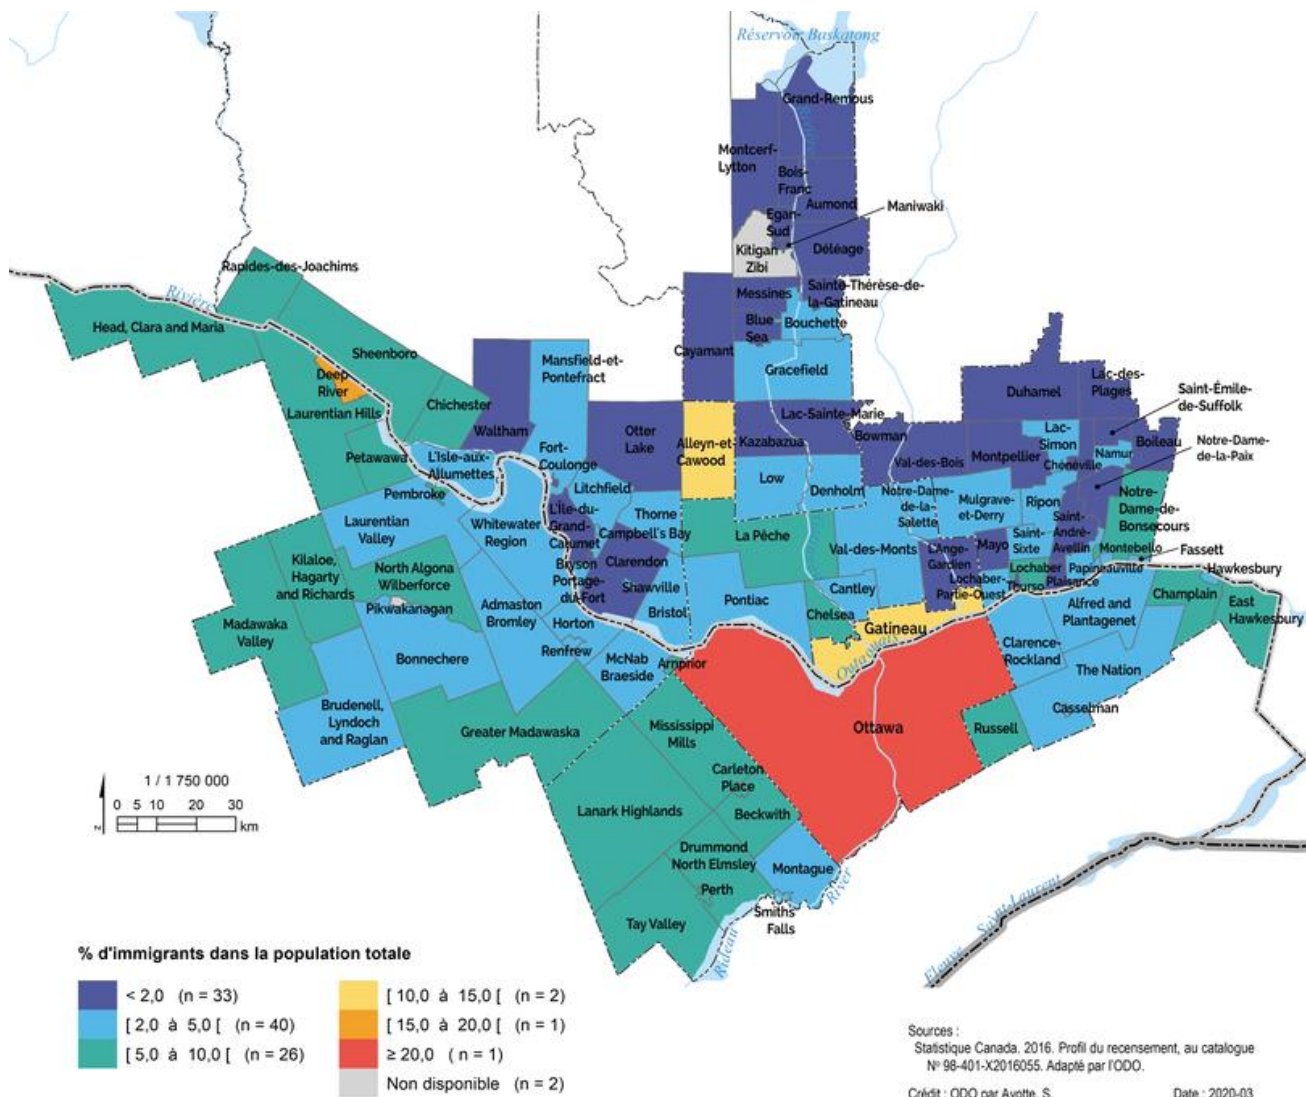 Réservoir Baskatong
Grand-Remous
Montcerf-
Lytton
Bois-
Franc
Aumond
Maniwaki
Egan-
Sud
Déléage
Kitigan
Zibi
Rapides-des-Joachims
Messines
Sainte-Thérèse-de-
la-Gatineau
Rivière
Blue
Sea
Bouchette
Head, Clara and Maria
Sheenboro
Cayamant
Mansfield-et-
Pontefract
Gracefield
Deep
River
Duhamel
Lac-des-
Plages
Saint-Émile-
de-Suffolk
Laurentian Hills
Chichester
Waltham
Otter
Lake
Alleyn-et-
Cawood
Lac-Sainte-Marie
Kazabazua
Bowman
Lac-
Simon
Boileau
Notre-Dame-
de-la-Paix
Petawawa
L'Isle-aux-
Allumettes
Fort-
Coulonge
Val-des-Bois
Montpellier
Chénéville
Namur
Pembroke
Litchfield
Low
Denholm
Notre-Dame-
de-la-
Salette
Mulgrave-
et-Derry
Ripon
Notre-
Dame-de-
Bonsecours
Laurentian
Valley
Whitewater
Region
L'Île-du-
Grand-
Calumet
Thorne
Campbell's Bay
La Pêche
Val-des-Monts
Saint-
Sixte
Saint-
André-
Avellin
Montebello
Fassett
Kilaloe,
Hagarty
and Richards
North Algona
Wilberforce
Bryson
Clarendon
L'Ange-
Gardien
Mayo
Lochaber
Papineauville
Hawkesbury
Pikwakanagan
Portage-
du-Fort
Shawville
Cantley
Lochaber-
Partie-Ouest
Thurso
Plaisance
Champlain
East
Hawkesbury
Madawaka
Valley
Admaston
Bromley
Horton
Bristol
Pontiac
Chelsea
Gatineau
Alfred and
Plantagenet
Bonnechere
Renfrew
McNab
Braeside
Arnprior
Outaouais
Clarence-
Rockland
The Nation
Brudenell,
Lyndoch
and Raglan
Greater Madawaska
Mississippi
Mills
Ottawa
Russell
Casselman
Carleton
Place
Lanark Highlands
Beckwith
Drummond
North Elmsley
Montague
Perth
Tay Valley
Smiths
Falls
Rideau
River
Fleuve Saint-Laurent
1 / 1 750 000
0 5 10 20 30
km
N
% d'immigrants dans la population totale
< 2,0 (n = 33)
[ 2,0 à 5,0 [ (n = 40)
[ 5,0 à 10,0 [ (n = 26)
[ 10,0 à 15,0 [ (n = 2)
[ 15,0 à 20,0 [ (n = 1)
≥ 20,0 ( n = 1)
Non disponible (n = 2)
Sources :
Statistique Canada. 2016. Profil du recensement, au catalogue
Nº 98-401-X2016055. Adapté par l'ODO.
Crédit : ODO par Ayotte, S. Date : 2020-03